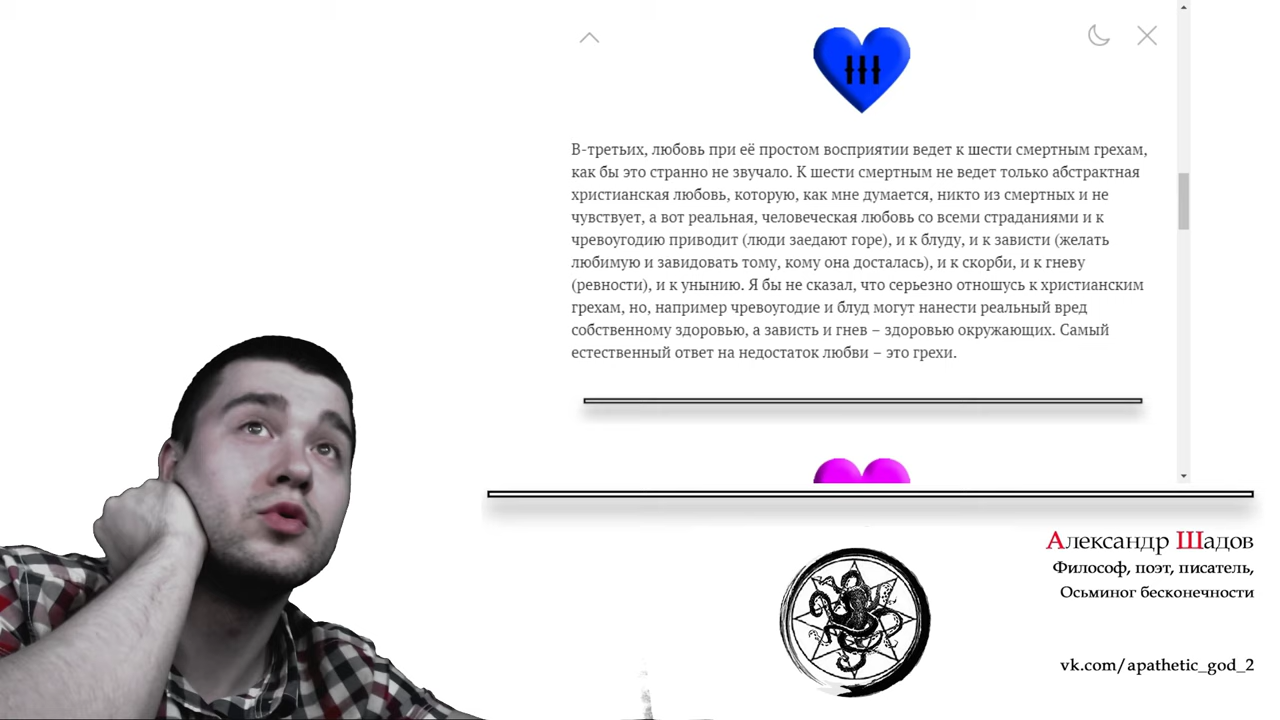 III
В-третьих, любовь при её простом восприятии ведет к шести смертным грехам,
как бы это странно не звучало. К шести смертным не ведет только абстрактная
христианская любовь, которую, как мне думается, никто из смертных и не
чувствует, а вот реальная, человеческая любовь со всеми страданиями и к
чревоугодию приводит (люди заедают горе), и к блуду, и к зависти (желать
любимую и завидовать тому, кому она досталась), и к скорби, и к гневу
(ревности), и к унынию. Я бы не сказал, что серьезно отношусь к христианским
грехам, но, например чревоугодие и блуд могут нанести реальный вред
собственному здоровью, а зависть и гнев – здоровью окружающих. Самый
естественный ответ на недостаток любви – это грехи.
Александр Шадов
Философ, поэт, писатель,
Осьминог бесконечности
vk.com/apathetic_god_2